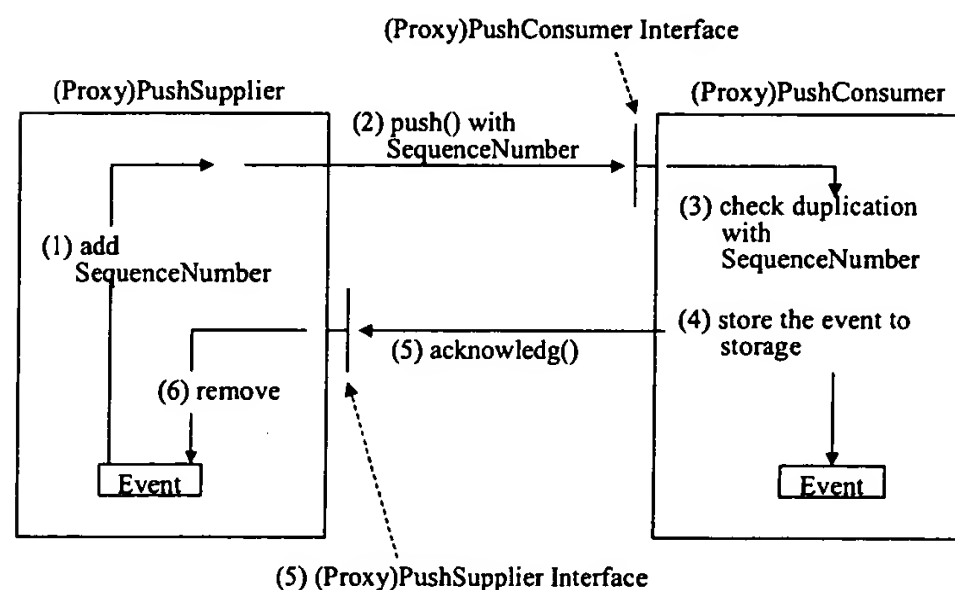 (Proxy)PushConsumer Interface
(Proxy)PushSupplier
(Proxy)PushConsumer
(2) push() with
SequenceNumber
(3) check duplication
with
SequenceNumber
(1) add
SequenceNumber
(4) store the event to
storage
(5) acknowledg()
(6) remove
Event
Event
(5) (Proxy)PushSupplier Interface